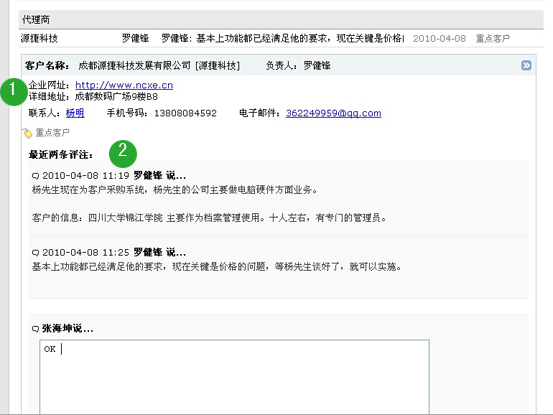 代理商
源捷科技 罗健锋 罗健锋: 基本上功能都已经满足他的要求，现在关键是价格 2010-04-08 重点客户
客户名称: 成都源捷科技发展有限公司 [源捷科技] 负责人: 罗健锋
1
企业网址: http://www.ncxe.cn
详细地址: 成都数码广场9楼B8
联系人: 杨明 手机号码: 13808084592 电子邮件: 362249959@qq.com
重点客户
最近两条评注: 2
2010-04-08 11:19 罗健锋 说...
杨先生现在为客户采购系统，杨先生的公司主要做电脑硬件方面业务。
客户的信息: 四川大学锦江学院 主要作为档案管理使用。十人左右，有专门的管理员。
2010-04-08 11:25 罗健锋 说...
基本上功能都已经满足他的要求，现在关键是价格的问题，等杨先生谈好了，就可以实施。
张海坤说...
OK